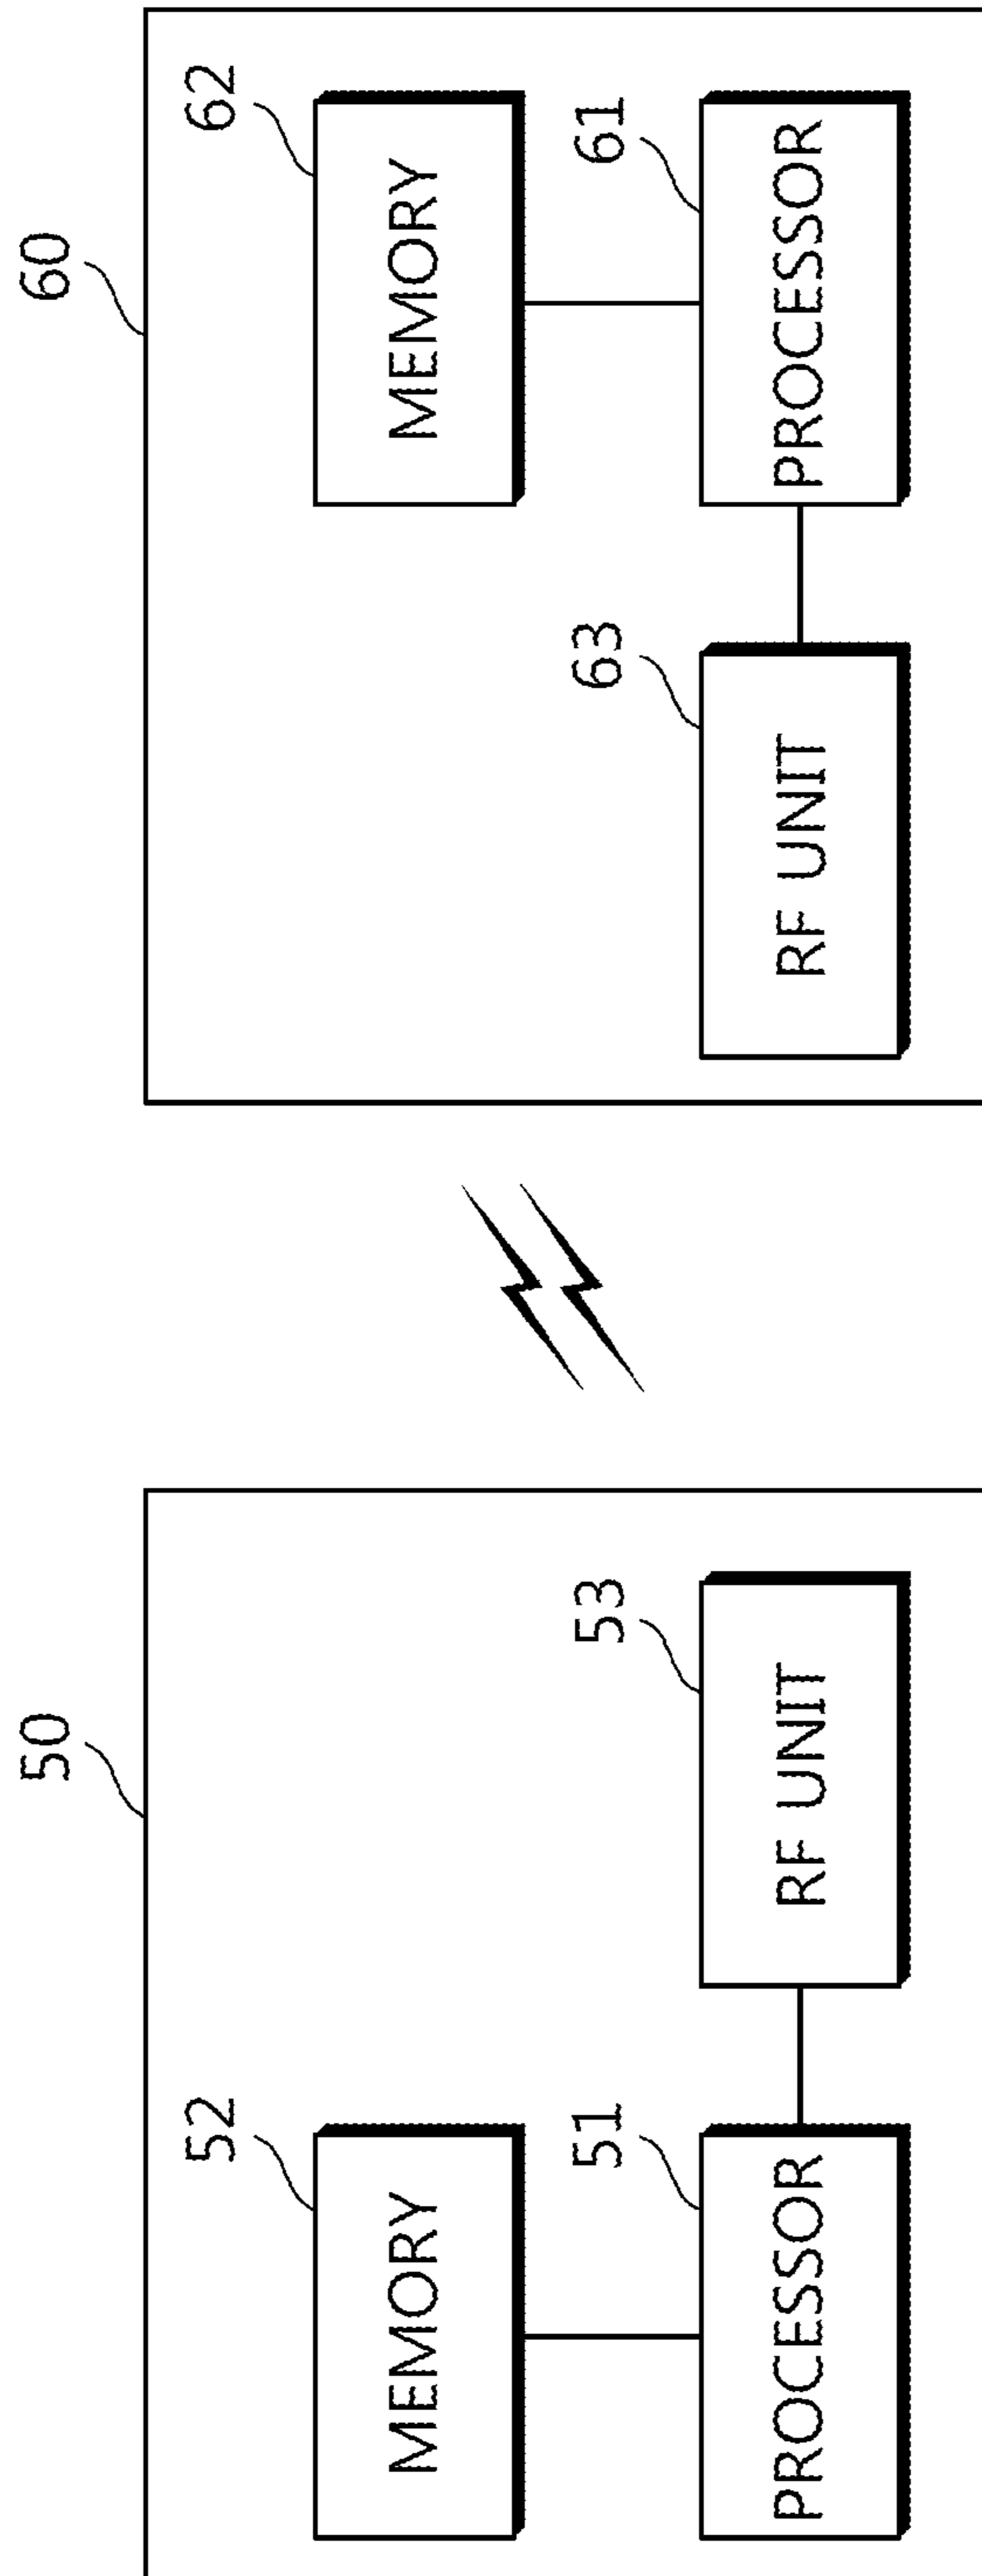 50
52
MEMORY
51
PROCESSOR
53
RF UNIT
60
62
MEMORY
63
RF UNIT
61
PROCESSOR